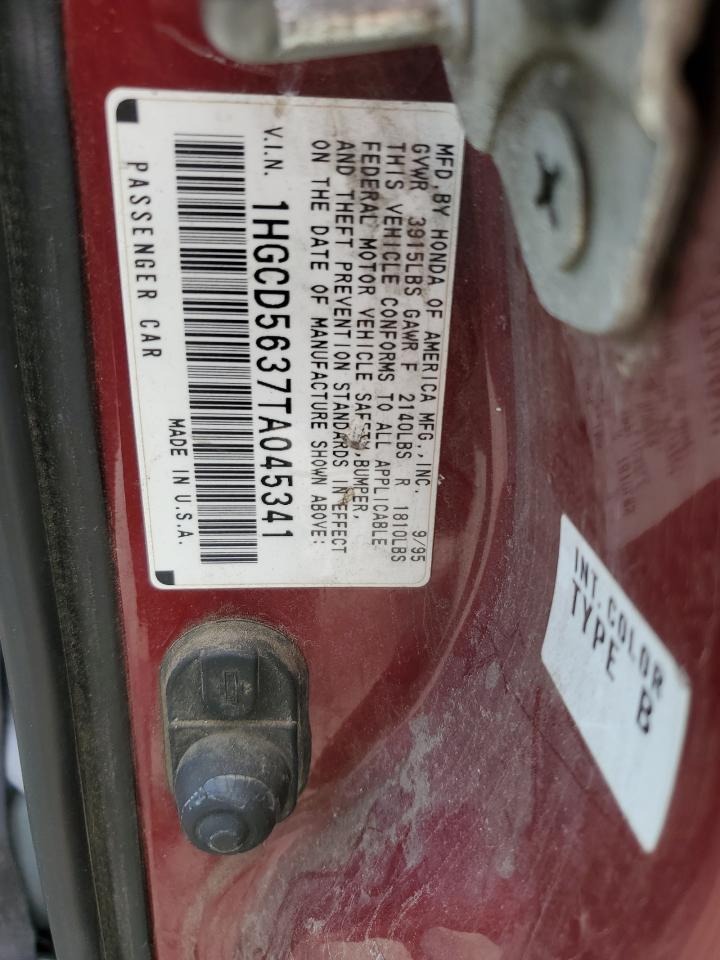 MFD.BY HONDA OF AMERICA MFG.,INC. 9/95
GVWR 3915LBS GAWR F 2140LBS R 1810LBS
THIS VEHICLE CONFORMS TO ALL APPLICABLE
FEDERAL MOTOR VEHICLE SAFETY,BUMPER,
AND THEFT PREVENTION STANDARDS IN EFFECT
ON THE DATE OF MANUFACTURE SHOWN ABOVE:
V.I.N. 1HGCD5637TA045341
PASSENGER CAR MADE IN U.S.A.
INT.COLOR
TYPE B